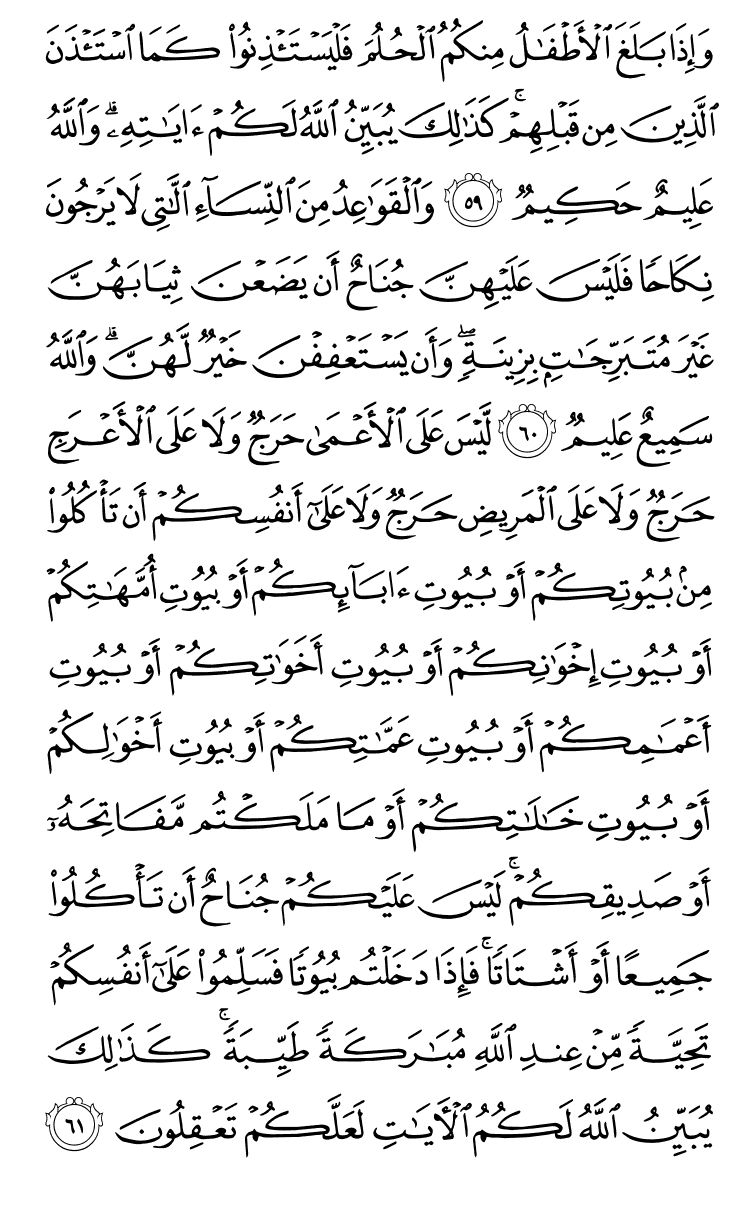 وَإِذَا بَلَغَ ٱلۡأَطۡفَٰلُ مِنكُمُ ٱلۡحُلُمَ فَلۡيَسۡتَـٔۡذِنُواْ كَمَا ٱسۡتَـٔۡذَنَ
ٱلَّذِينَ مِن قَبۡلِهِمۡۚ كَذَٰلِكَ يُبَيِّنُ ٱللَّهُ لَكُمۡ ءَايَٰتِهِۦۗ وَٱللَّهُ
عَلِيمٌ حَكِيمٞ ٥٩ وَٱلۡقَوَٰعِدُ مِنَ ٱلنِّسَآءِ ٱلَّٰتِي لَا يَرۡجُونَ
نِكَاحٗا فَلَيۡسَ عَلَيۡهِنَّ جُنَاحٌ أَن يَضَعۡنَ ثِيَابَهُنَّ
غَيۡرَ مُتَبَرِّجَٰتِۭ بِزِينَةٖۖ وَأَن يَسۡتَعۡفِفۡنَ خَيۡرٞ لَّهُنَّۗ وَٱللَّهُ
سَمِيعٌ عَلِيمٞ ٦٠ لَّيۡسَ عَلَى ٱلۡأَعۡمَىٰ حَرَجٞ وَلَا عَلَى ٱلۡأَعۡرَجِ
حَرَجٞ وَلَا عَلَى ٱلۡمَرِيضِ حَرَجٞ وَلَا عَلَىٰٓ أَنفُسِكُمۡ أَن تَأۡكُلُواْ
مِنۢ بُيُوتِكُمۡ أَوۡ بُيُوتِ ءَابَآئِكُمۡ أَوۡ بُيُوتِ أُمَّهَٰتِكُمۡ
أَوۡ بُيُوتِ إِخۡوَٰنِكُمۡ أَوۡ بُيُوتِ أَخَوَٰتِكُمۡ أَوۡ بُيُوتِ
أَعۡمَٰمِكُمۡ أَوۡ بُيُوتِ عَمَّٰتِكُمۡ أَوۡ بُيُوتِ أَخۡوَٰلِكُمۡ
أَوۡ بُيُوتِ خَٰلَٰتِكُمۡ أَوۡ مَا مَلَكۡتُم مَّفَاتِحَهُۥٓ
أَوۡ صَدِيقِكُمۡۚ لَيۡسَ عَلَيۡكُمۡ جُنَاحٌ أَن تَأۡكُلُواْ
جَمِيعًا أَوۡ أَشۡتَاتٗاۚ فَإِذَا دَخَلۡتُم بُيُوتٗا فَسَلِّمُواْ عَلَىٰٓ أَنفُسِكُمۡ
تَحِيَّةٗ مِّنۡ عِندِ ٱللَّهِ مُبَٰرَكَةٗ طَيِّبَةٗۚ كَذَٰلِكَ
يُبَيِّنُ ٱللَّهُ لَكُمُ ٱلۡأٓيَٰتِ لَعَلَّكُمۡ تَعۡقِلُونَ ٦١